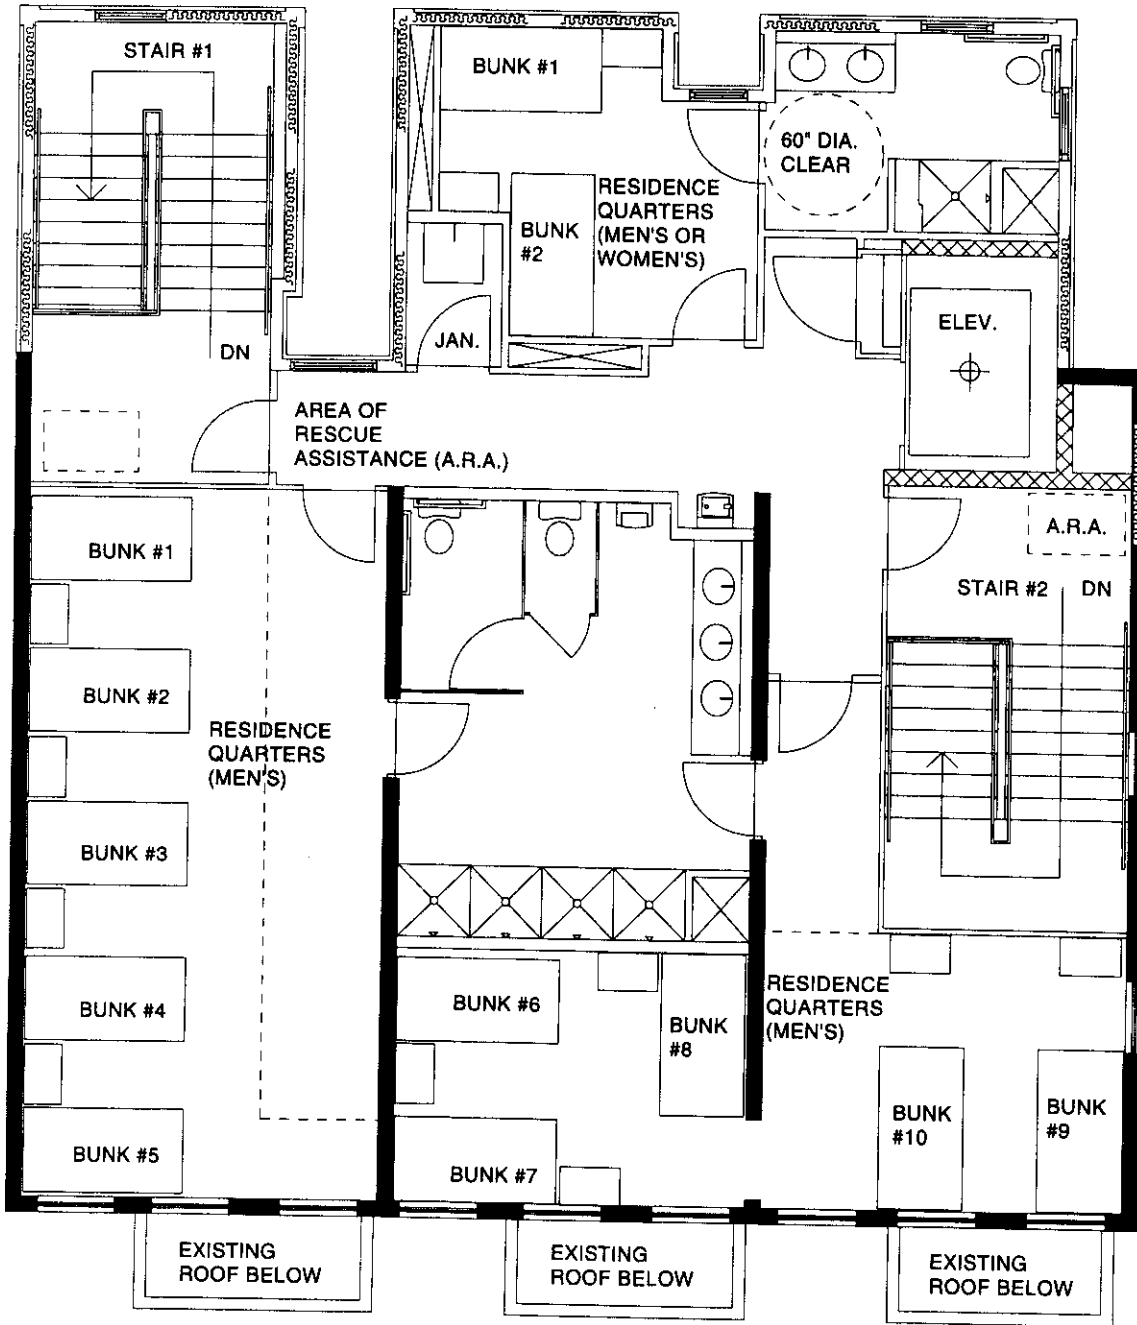 STAIR #1
BUNK #1
60" DIA.
CLEAR
RESIDENCE
QUARTERS
(MEN'S OR
WOMEN'S)
BUNK
#2
ELEV.
JAN.
DN
AREA OF
RESCUE
ASSISTANCE (A.R.A.)
A.R.A.
BUNK #1
STAIR #2 DN
BUNK #2
RESIDENCE
QUARTERS
(MEN'S)
BUNK #3
BUNK #4
BUNK #5
BUNK #6
BUNK
#8
BUNK #7
RESIDENCE
QUARTERS
(MEN'S)
BUNK
#10
BUNK
#9
EXISTING
ROOF BELOW
EXISTING
ROOF BELOW
EXISTING
ROOF BELOW